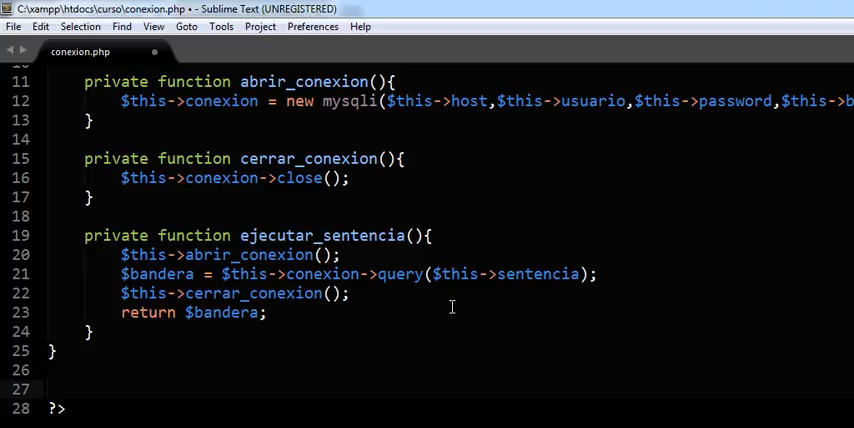 C:\xampp\htdocs\curso\conexion.php • - Sublime Text (UNREGISTERED)
File Edit Selection Find View Goto Tools Project Preferences Help
conexion.php
10
11 private function abrir_conexion(){
12 $this->conexion = new mysqli($this->host,$this->usuario,$this->password,$this->b
13 }
14
15 private function cerrar_conexion(){
16 $this->conexion->close();
17 }
18
19 private function ejecutar_sentencia(){
20 $this->abrir_conexion();
21 $bandera = $this->conexion->query($this->sentencia);
22 $this->cerrar_conexion();
23 return $bandera;
24 }
25 }
26
27
28 ?>